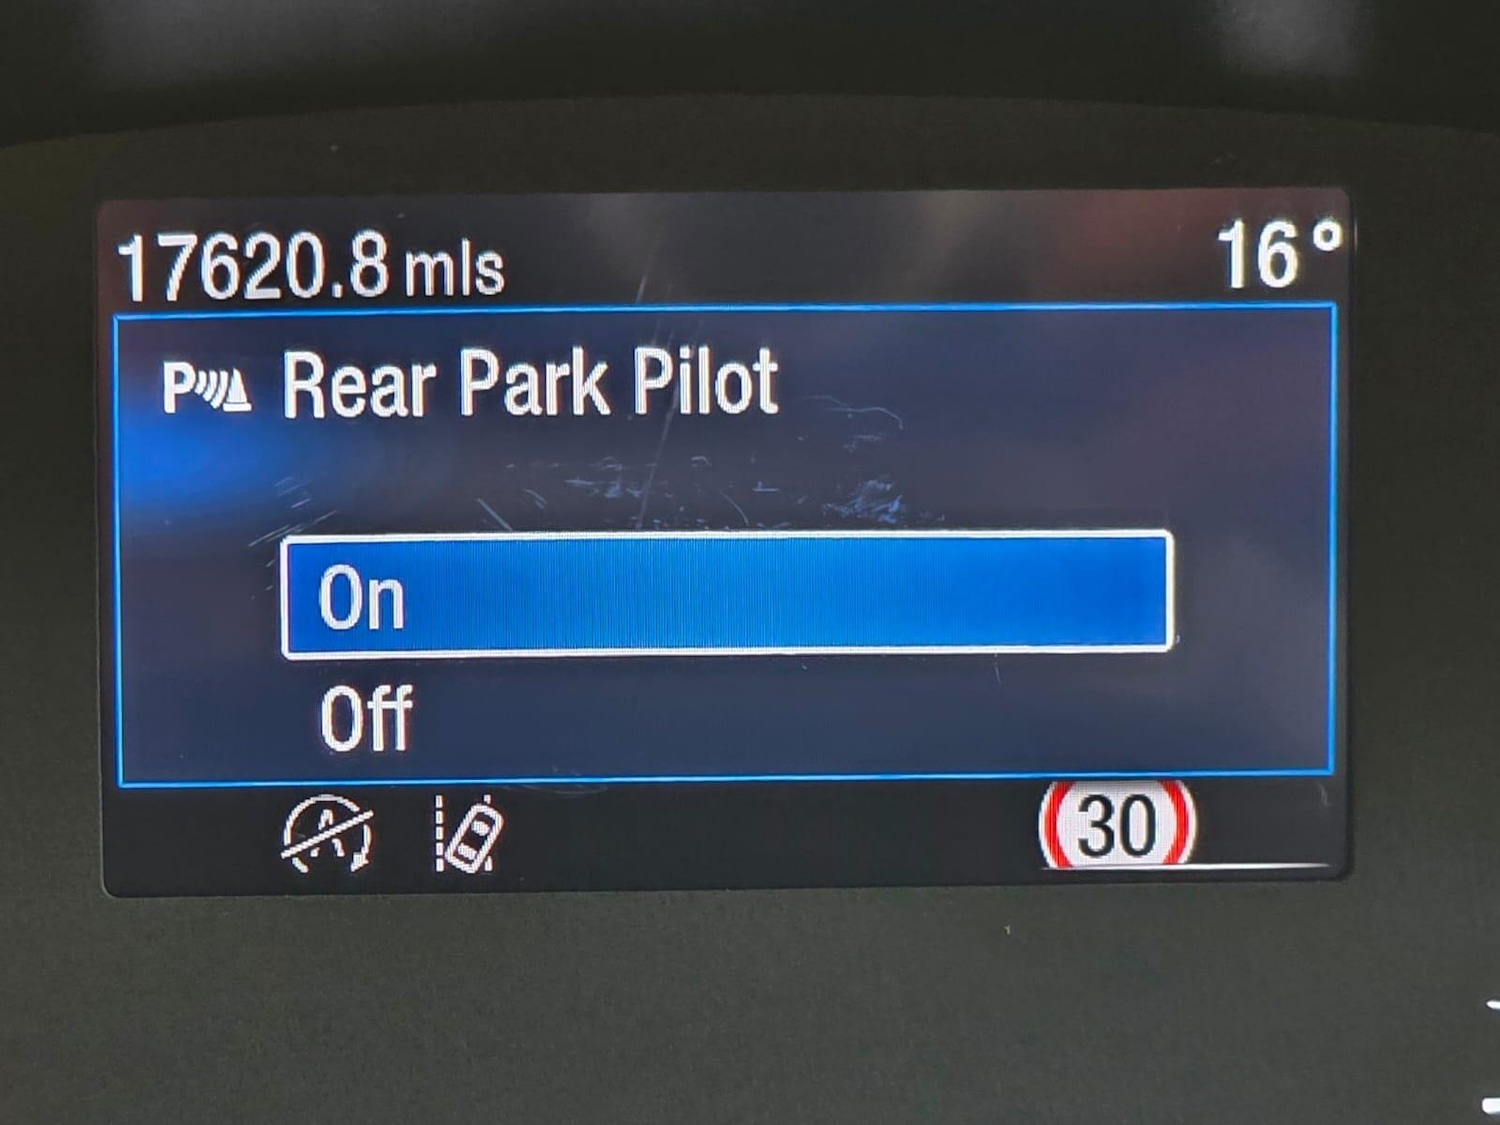 17620.8 mls 16°
P Rear Park Pilot
On
Off
A
30